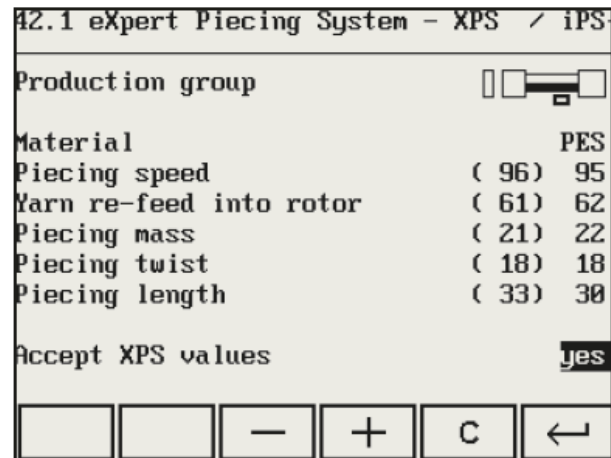 42.1 eXpert Piecing System - XPS / iPS
Production group
Material PES
Piecing speed ( 96) 95
Yarn re-feed into rotor ( 61) 62
Piecing mass ( 21) 22
Piecing twist ( 18) 18
Piecing length ( 33) 30
Accept XPS values yes
− + C ↵